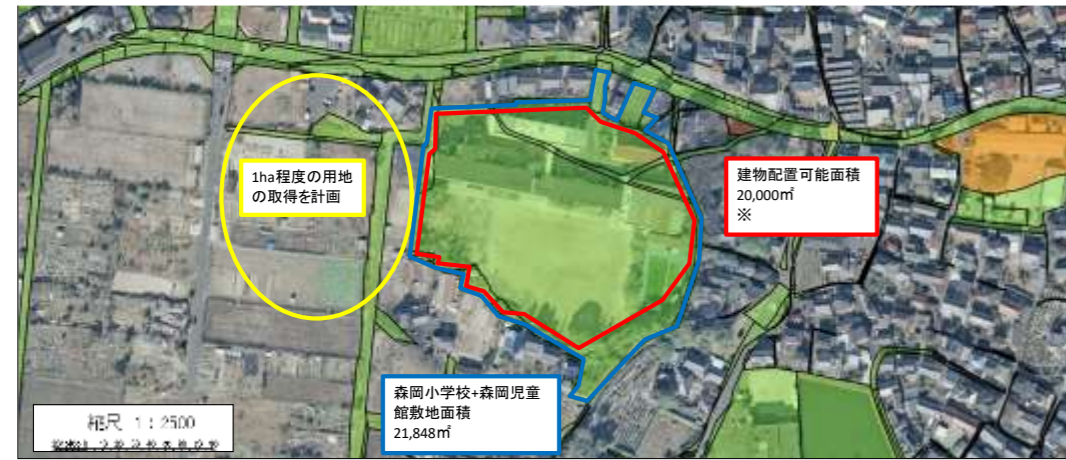 1ha程度の用地
の取得を計画
建物配置可能面積
20,000㎡
※
森岡小学校+森岡児童
館敷地面積
21,848㎡
縮尺 1:2500